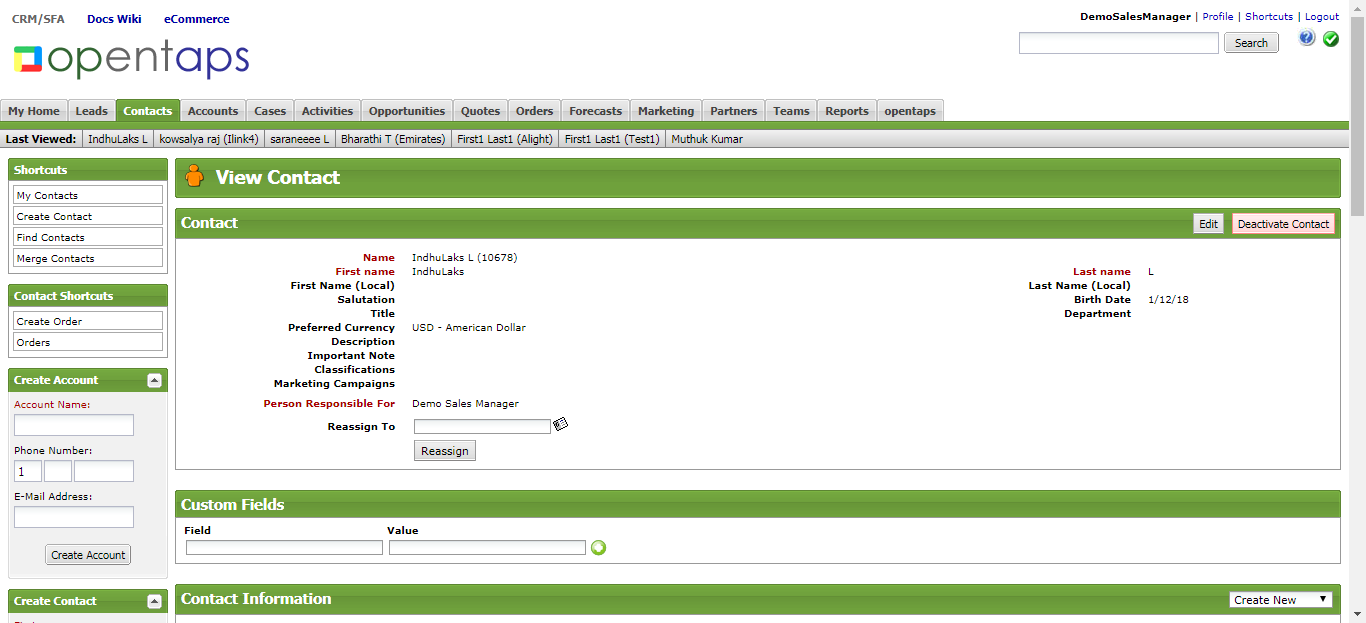 CRM/SFA Docs Wiki eCommerce
DemoSalesManager | Profile | Shortcuts | Logout
opentaps
Search
My Home Leads Contacts Accounts Cases Activities Opportunities Quotes Orders Forecasts Marketing Partners Teams Reports opentaps
Last Viewed: IndhuLaks L kowsalya raj (Ilink4) saraneeee L Bharathi T (Emirates) First1 Last1 (Alight) First1 Last1 (Test1) Muthuk Kumar
Shortcuts
My Contacts
Create Contact
Find Contacts
Merge Contacts
Contact Shortcuts
Create Order
Orders
Create Account
Account Name:
Phone Number:
1
E-Mail Address:
Create Account
Create Contact
View Contact
Contact Edit Deactivate Contact
Name IndhuLaks L (10678)
First name IndhuLaks Last name L
First Name (Local) Last Name (Local)
Salutation Birth Date 1/12/18
Title Department
Preferred Currency USD - American Dollar
Description
Important Note
Classifications
Marketing Campaigns
Person Responsible For Demo Sales Manager
Reassign To
Reassign
Custom Fields
Field Value
Contact Information Create New